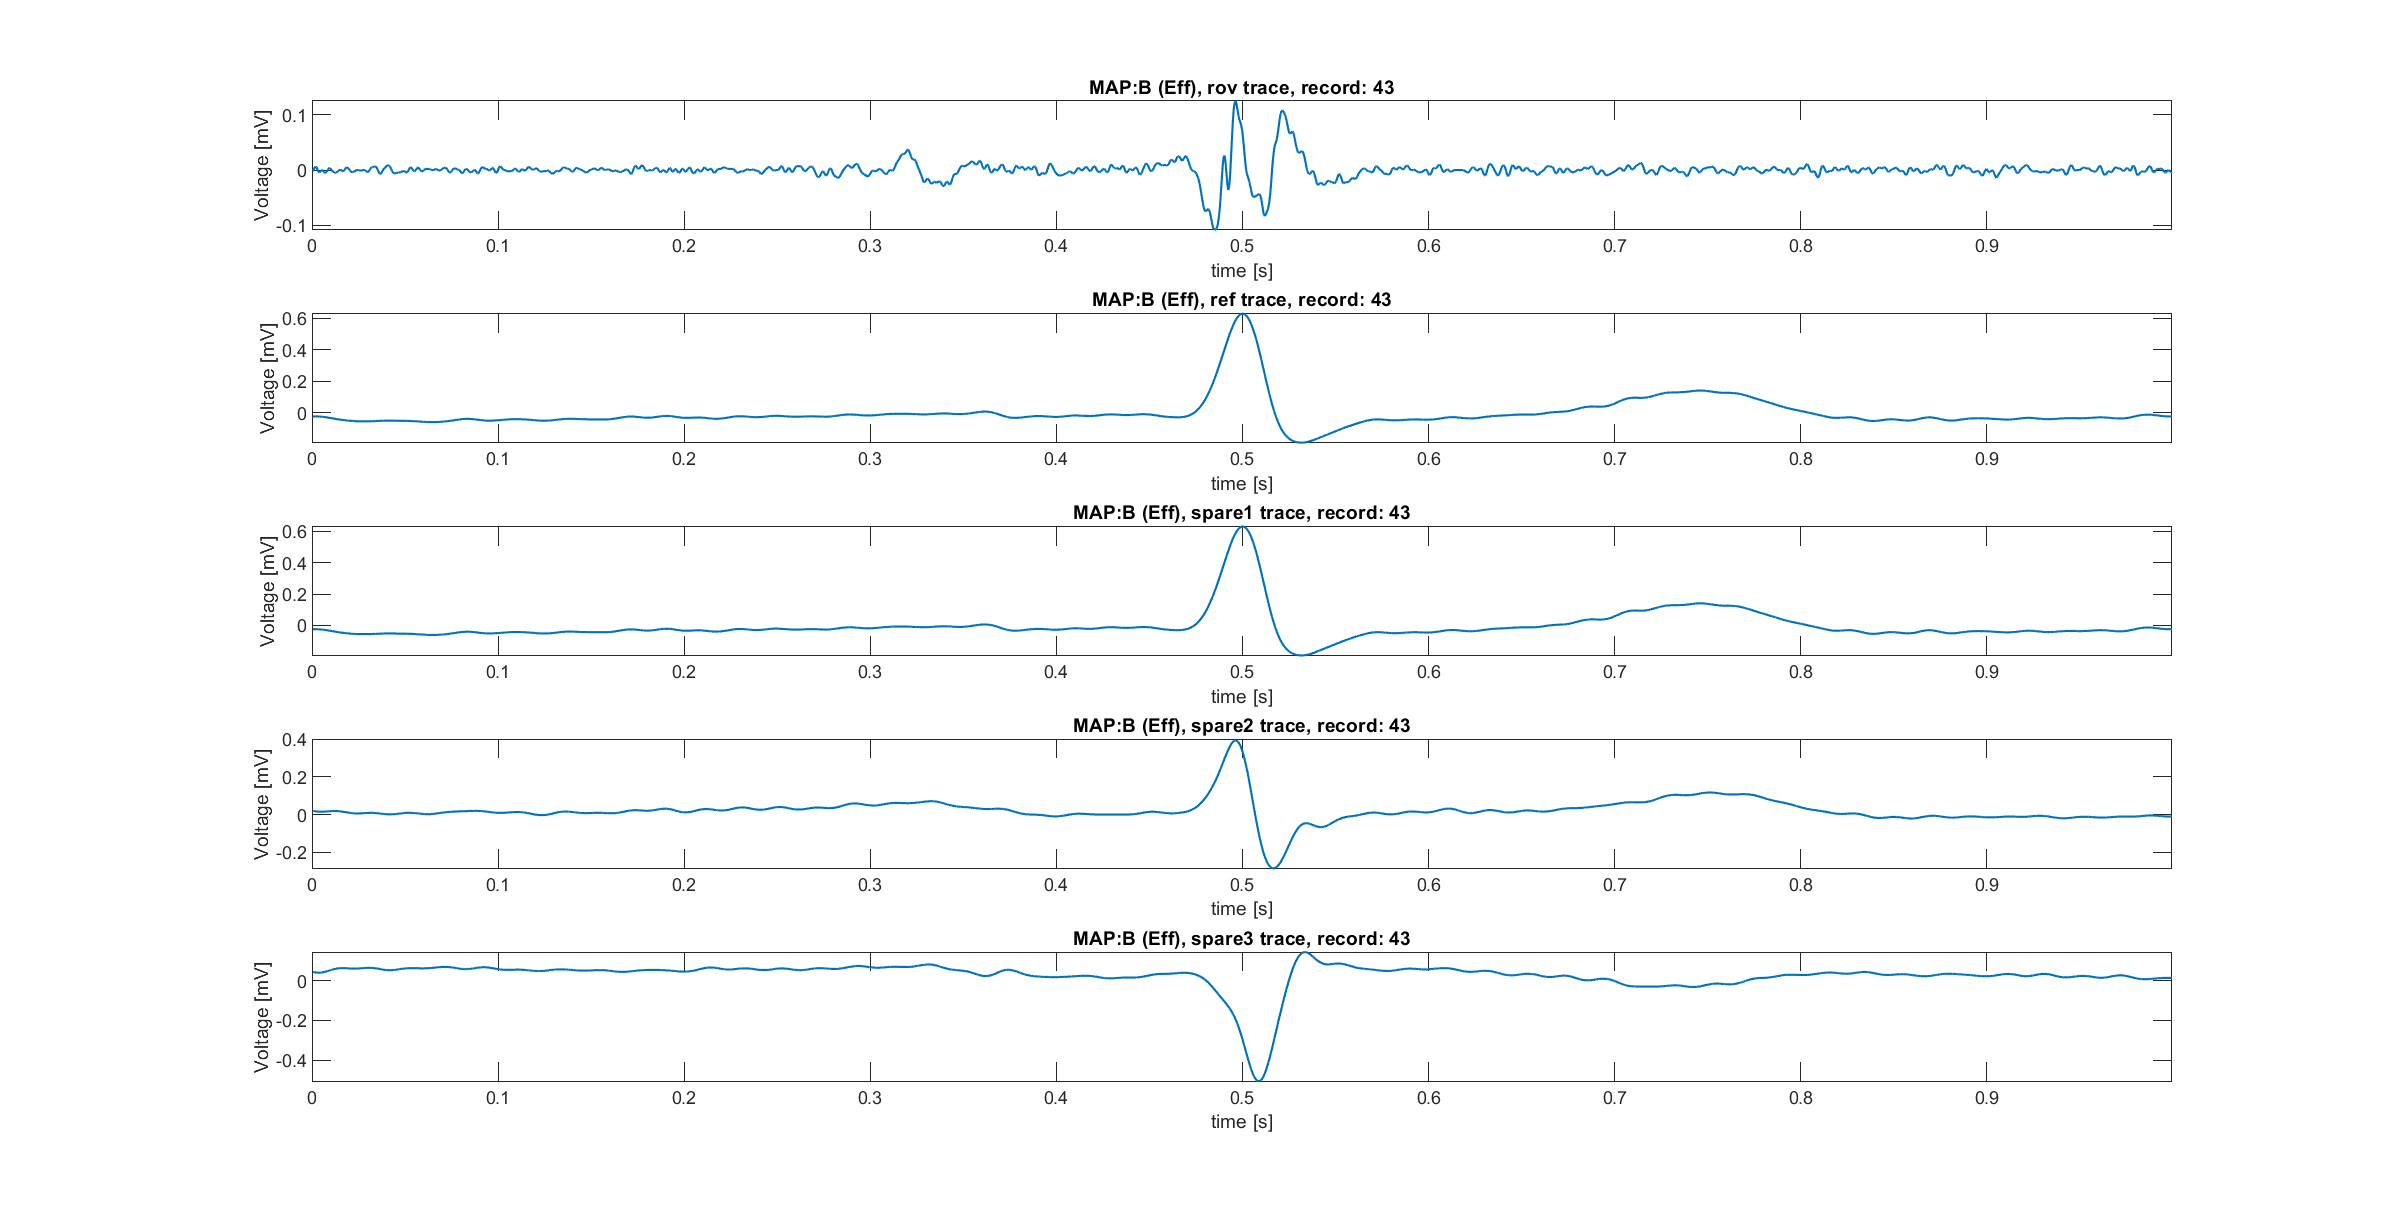 MAP:B (Eff), rov trace, record: 43
Voltage [mV]
0.1
0
-0.1
0 0.1 0.2 0.3 0.4 0.5 0.6 0.7 0.8 0.9
time [s]
MAP:B (Eff), ref trace, record: 43
Voltage [mV]
0.6
0.4
0.2
0
0 0.1 0.2 0.3 0.4 0.5 0.6 0.7 0.8 0.9
time [s]
MAP:B (Eff), spare1 trace, record: 43
Voltage [mV]
0.6
0.4
0.2
0
0 0.1 0.2 0.3 0.4 0.5 0.6 0.7 0.8 0.9
time [s]
MAP:B (Eff), spare2 trace, record: 43
Voltage [mV]
0.4
0.2
0
-0.2
0 0.1 0.2 0.3 0.4 0.5 0.6 0.7 0.8 0.9
time [s]
MAP:B (Eff), spare3 trace, record: 43
Voltage [mV]
0
-0.2
-0.4
0 0.1 0.2 0.3 0.4 0.5 0.6 0.7 0.8 0.9
time [s]